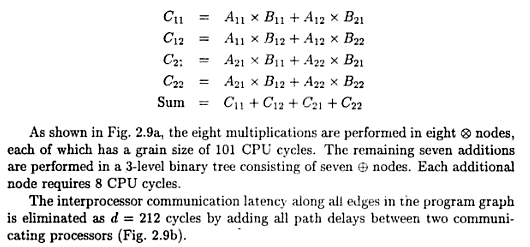 C11 = A11 × B11 + A12 × B21
C12 = A11 × B12 + A12 × B22
C21 = A21 × B11 + A22 × B21
C22 = A21 × B12 + A22 × B22
Sum = C11 + C12 + C21 + C22
As shown in Fig. 2.9a, the eight multiplications are performed in eight ⊗ nodes,
each of which has a grain size of 101 CPU cycles. The remaining seven additions
are performed in a 3-level binary tree consisting of seven ⊕ nodes. Each additional
node requires 8 CPU cycles.
The interprocessor communication latency along all edges in the program graph
is eliminated as d = 212 cycles by adding all path delays between two communi-
cating processors (Fig. 2.9b).